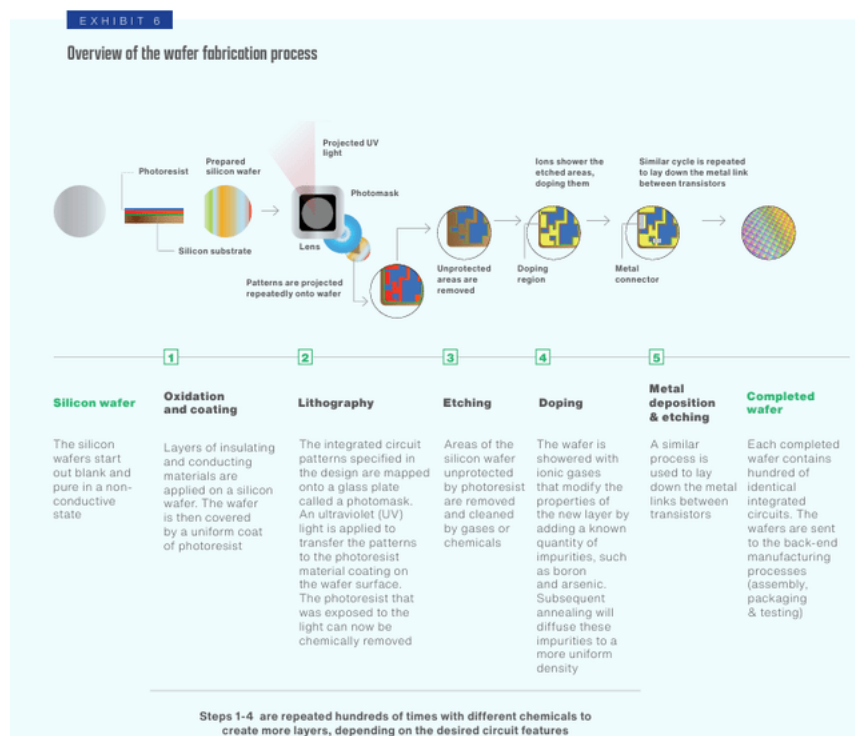 EXHIBIT 6
Overview of the wafer fabrication process
Photoresist
Prepared
silicon wafer
Silicon substrate
Projected UV
light
Photomask
Lens
Patterns are projected
repeatedly onto wafer
Unprotected
areas are
removed
Ions shower the
etched areas,
doping them
Doping
region
Similar cycle is repeated
to lay down the metal link
between transistors
Metal
connector
Silicon wafer
The silicon
wafers start
out blank and
pure in a non-
conductive
state
1
Oxidation
and coating
Layers of insulating
and conducting
materials are
applied on a silicon
wafer. The wafer
is then covered
by a uniform coat
of photoresist
2
Lithography
The integrated circuit
patterns specified in
the design are mapped
onto a glass plate
called a photomask.
An ultraviolet (UV)
light is applied to
transfer the patterns
to the photoresist
material coating on
the wafer surface.
The photoresist that
was exposed to the
light can now be
chemically removed
3
Etching
Areas of the
silicon wafer
unprotected
by photoresist
are removed
and cleaned
by gases or
chemicals
4
Doping
The wafer is
showered with
ionic gases
that modify the
properties of
the new layer by
adding a known
quantity of
impurities, such
as boron
and arsenic.
Subsequent
annealing will
diffuse these
impurities to a
more uniform
density
5
Metal
deposition
& etching
A similar
process is
used to lay
down the metal
links between
transistors
Completed
wafer
Each completed
wafer contains
hundred of
identical
integrated
circuits. The
wafers are sent
to the back-end
manufacturing
processes
(assembly,
packaging
& testing)
Steps 1-4 are repeated hundreds of times with different chemicals to
create more layers, depending on the desired circuit features